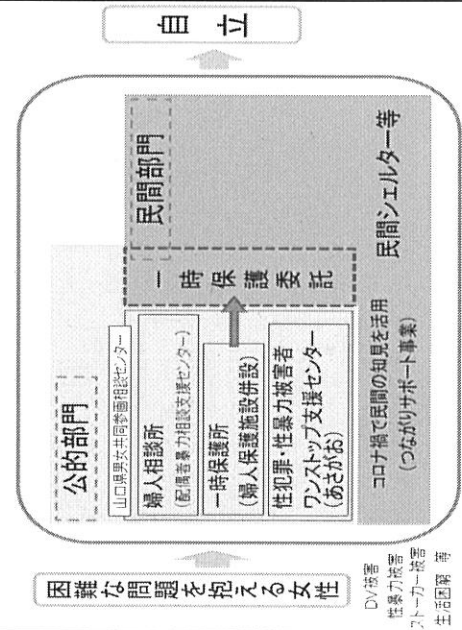 困難な問題を抱える女性
DV被害
性暴力被害
ストーカー被害
生活困窮 等
公的部門
山口県男女共同参画相談センター
婦人相談所
(配偶者暴力相談支援センター)
一時保護所
(婦人保護施設併設)
性犯罪・性暴力被害者
ワンストップ支援センター
(あさがお)
一時保護委託
民間部門
コロナ禍で民間の知見を活用
(つながりサポート事業)
民間シェルター等
自立